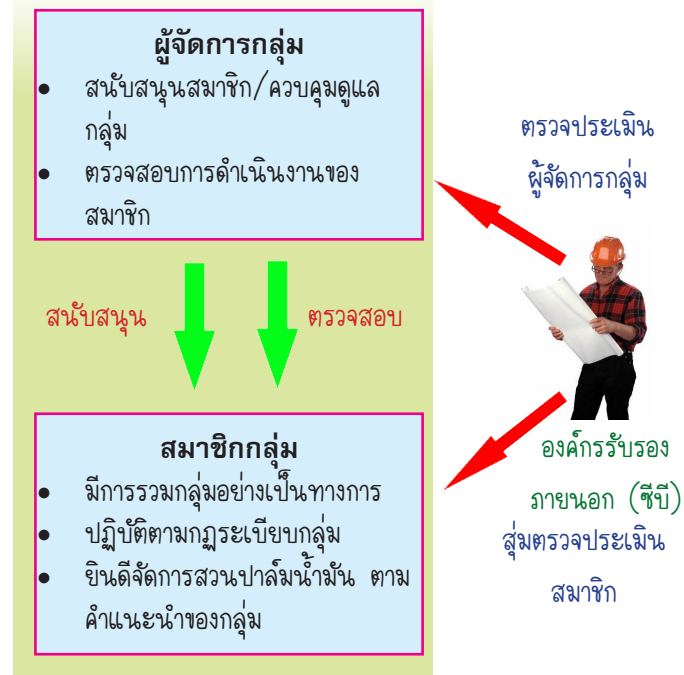 ผู้จัดการกลุ่ม
• สนับสนุนสมาชิก/ควบคุมดูแล
กลุ่ม
• ตรวจสอบการดำเนินงานของ
สมาชิก
ตรวจประเมิน
ผู้จัดการกลุ่ม
สนับสนุน
ตรวจสอบ
สมาชิกกลุ่ม
• มีการรวมกลุ่มอย่างเป็นทางการ
• ปฏิบัติตามกฎระเบียบกลุ่ม
• ยินดีจัดการสวนปาล์มน้ำมัน ตาม
คำแนะนำของกลุ่ม
องค์กรรับรอง
ภายนอก (ซีบี)
สุ่มตรวจประเมิน
สมาชิก